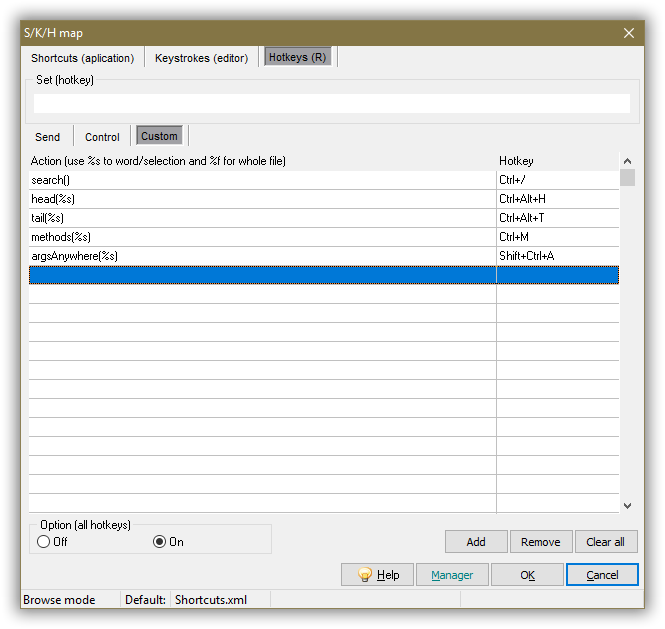 S/K/H map
Shortcuts (aplication) Keystrokes (editor) Hotkeys (R)
Set (hotkey)
Send Control Custom
Action (use %s to word/selection and %f for whole file) Hotkey
search() Ctrl+/
head(%s) Ctrl+Alt+H
tail(%s) Ctrl+Alt+T
methods(%s) Ctrl+M
argsAnywhere(%s) Shift+Ctrl+A
Option (all hotkeys)
Off On Add Remove Clear all
Help Manager OK Cancel
Browse mode Default: Shortcuts.xml